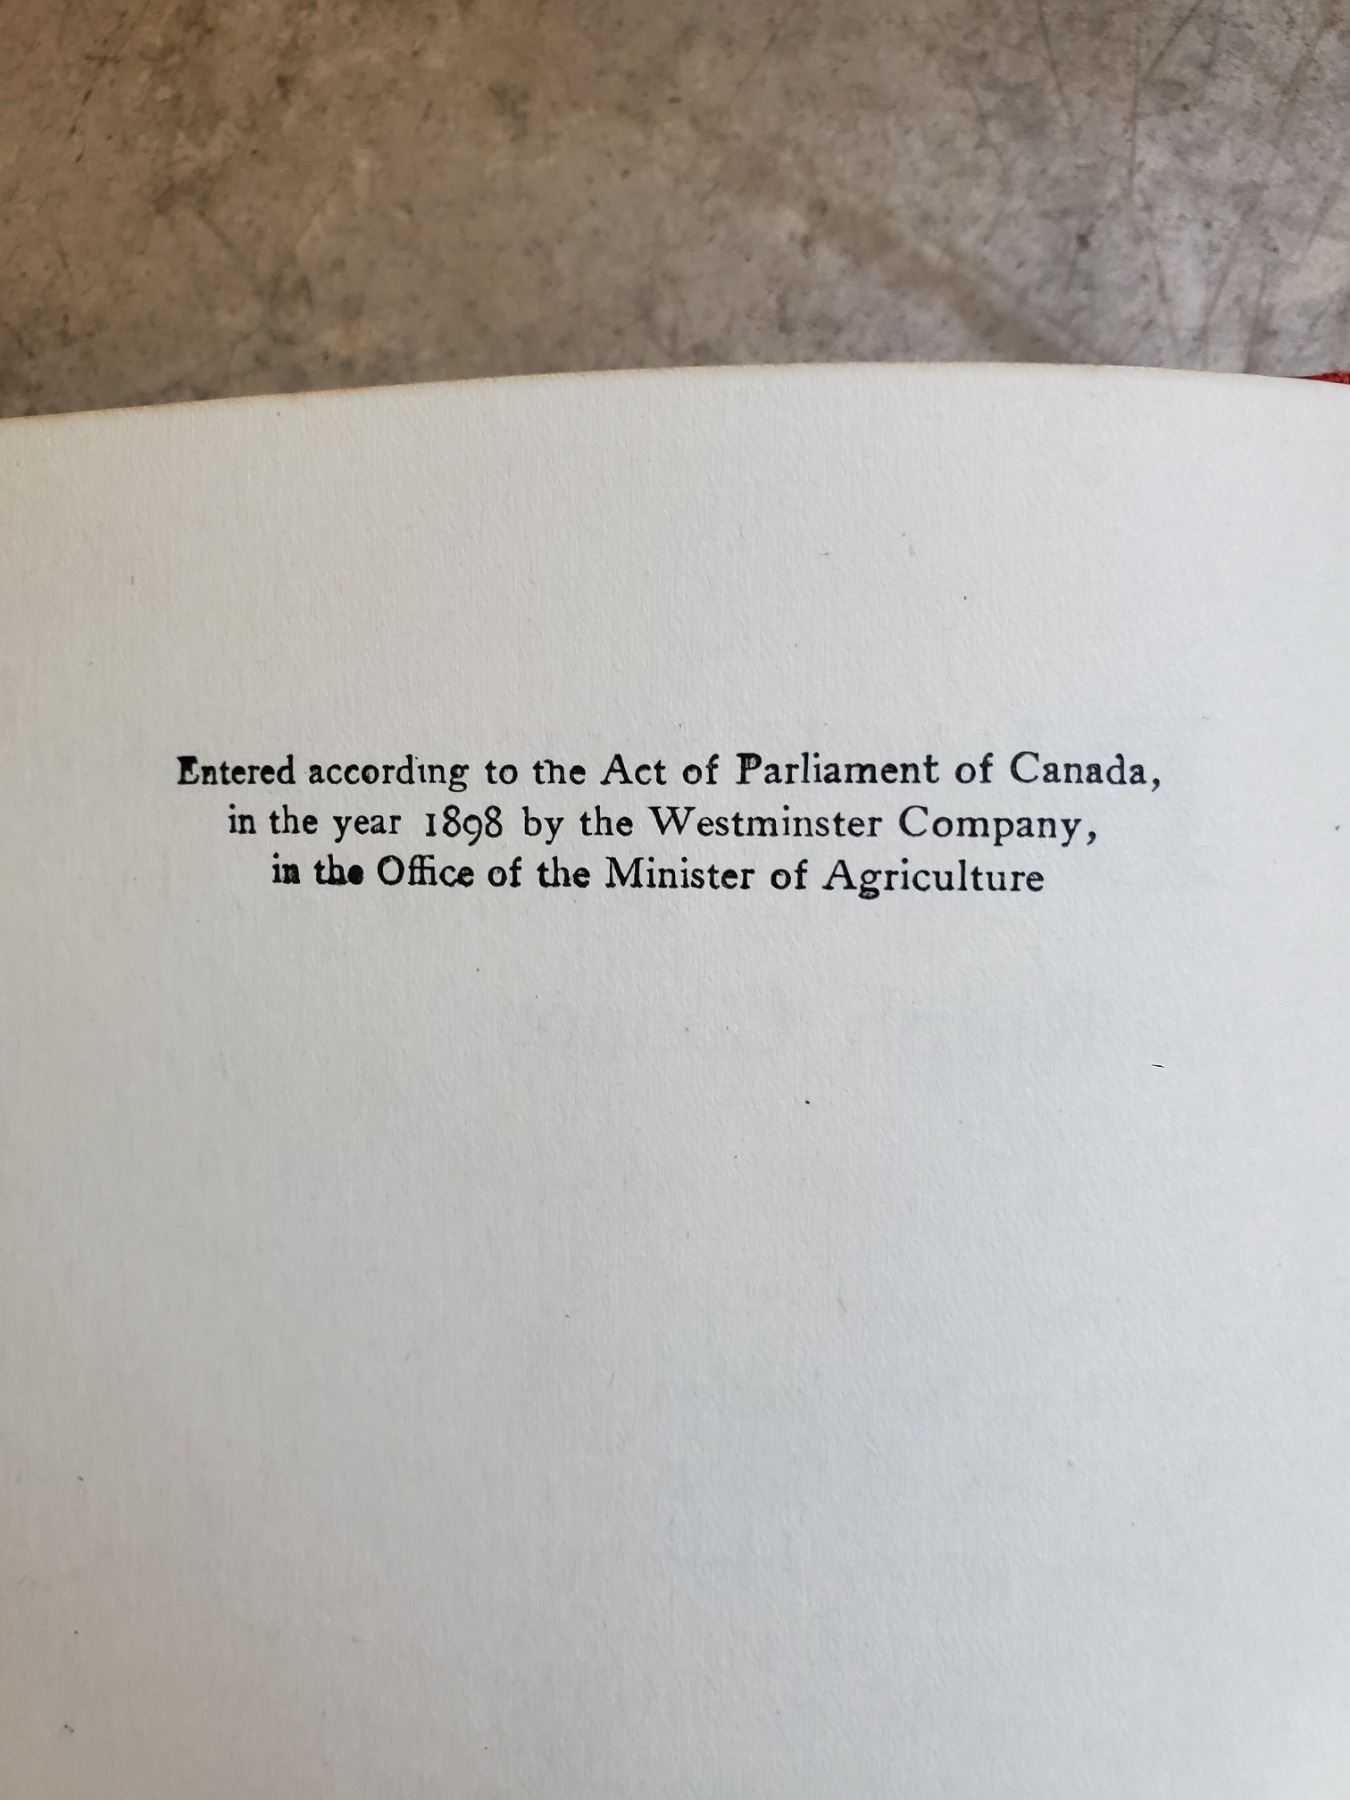 Entered according to the Act of Parliament of Canada,
in the year 1898 by the Westminster Company,
in the Office of the Minister of Agriculture